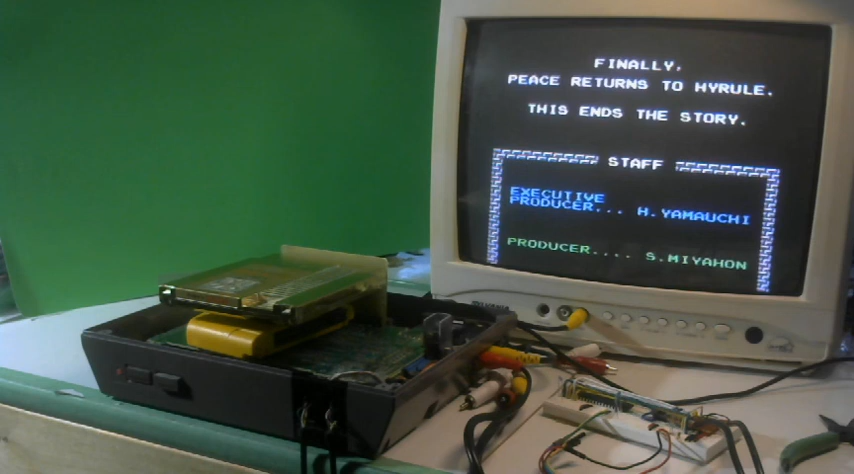 FINALLY,
PEACE RETURNS TO HYRULE.
THIS ENDS THE STORY.
STAFF
EXECUTIVE
PRODUCER... H.YAMAUCHI
PRODUCER.... S.MIYAHON